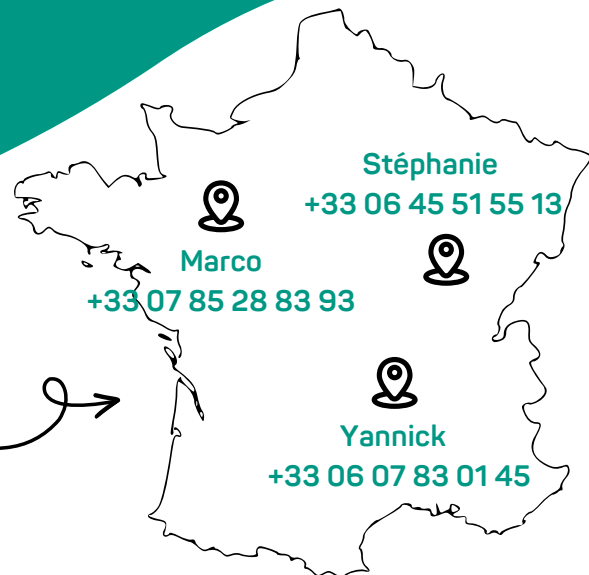 Stéphanie
+33 06 45 51 55 13
Marco
+33 07 85 28 83 93
Yannick
+33 06 07 83 01 45